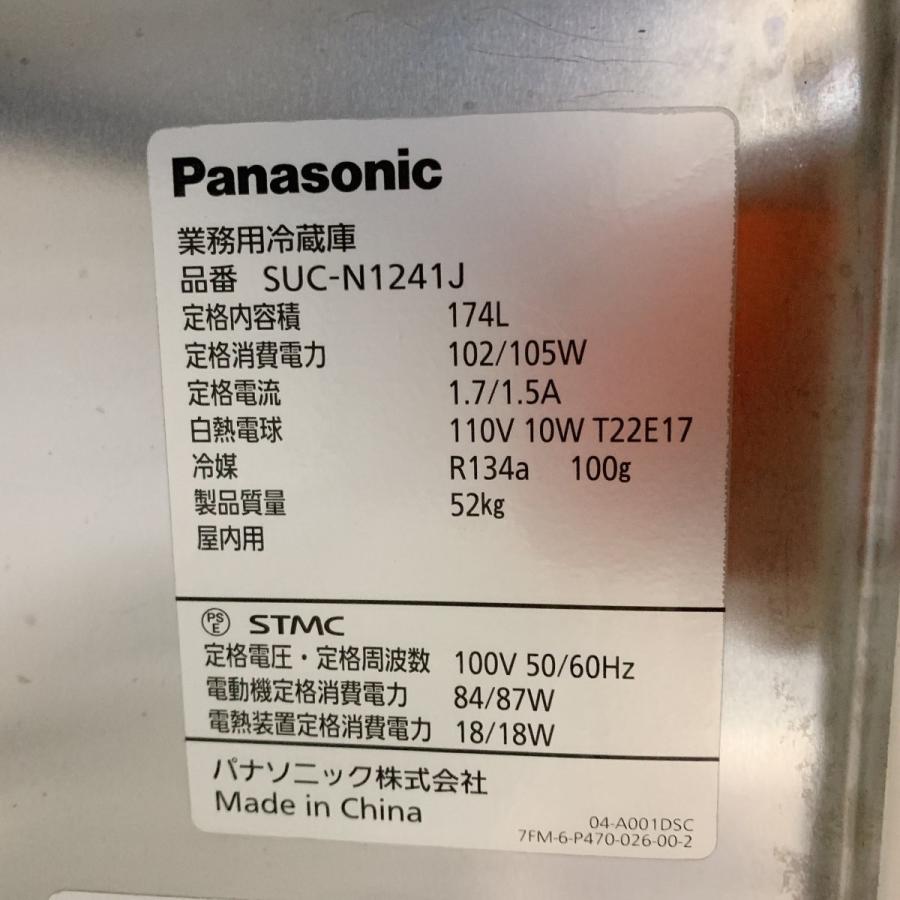 Panasonic
業務用冷蔵庫
品番 SUC-N1241J
定格内容積 174L
定格消費電力 102/105W
定格電流 1.7/1.5A
白熱電球 110V 10W T22E17
冷媒 R134a 100g
製品質量 52kg
屋内用
PS E STMC
定格電圧・定格周波数 100V 50/60Hz
電動機定格消費電力 84/87W
電熱装置定格消費電力 18/18W
パナソニック株式会社
Made in China
04-A001DSC
7FM-6-P470-026-00-2